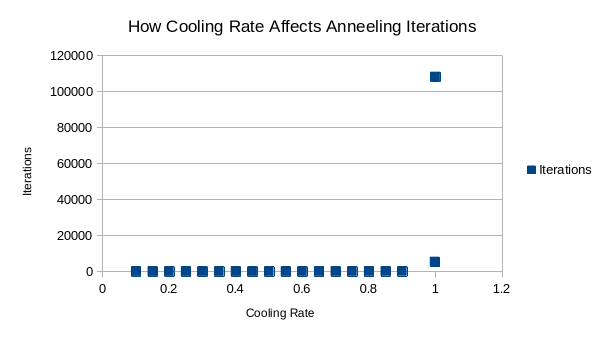 How Cooling Rate Affects Anneeling Iterations
120000
100000
80000
60000
40000
20000
0
Iterations
0 0.2 0.4 0.6 0.8 1 1.2
Cooling Rate
Iterations